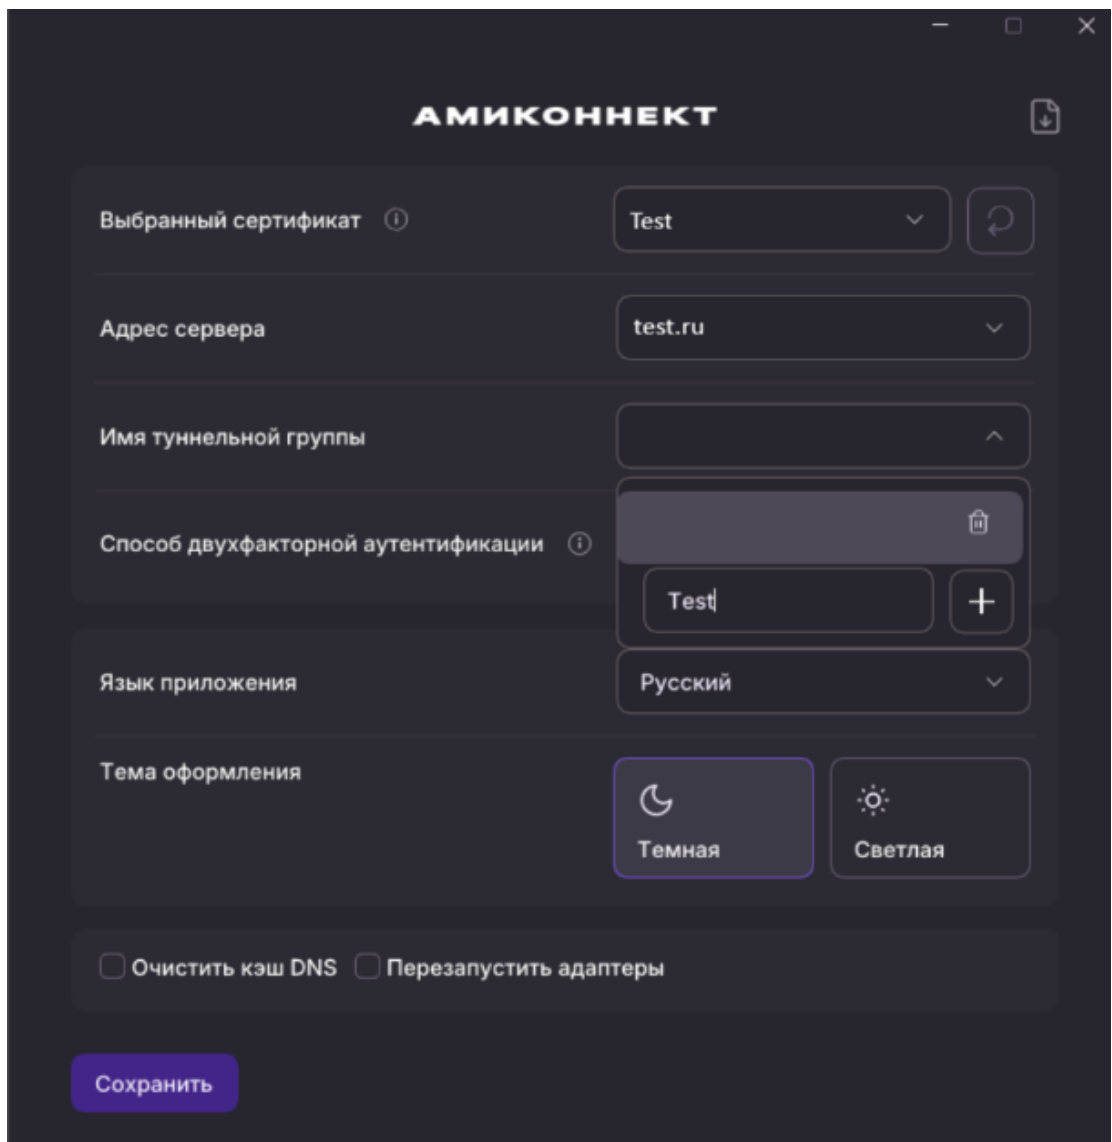 АМИКОННЕКТ
Выбранный сертификат
Test
Адрес сервера
test.ru
Имя туннельной группы
Способ двухфакторной аутентификации
Test
Язык приложения
Русский
Тема оформления
Темная
Светлая
Очистить кэш DNS
Перезапустить адаптеры
Сохранить